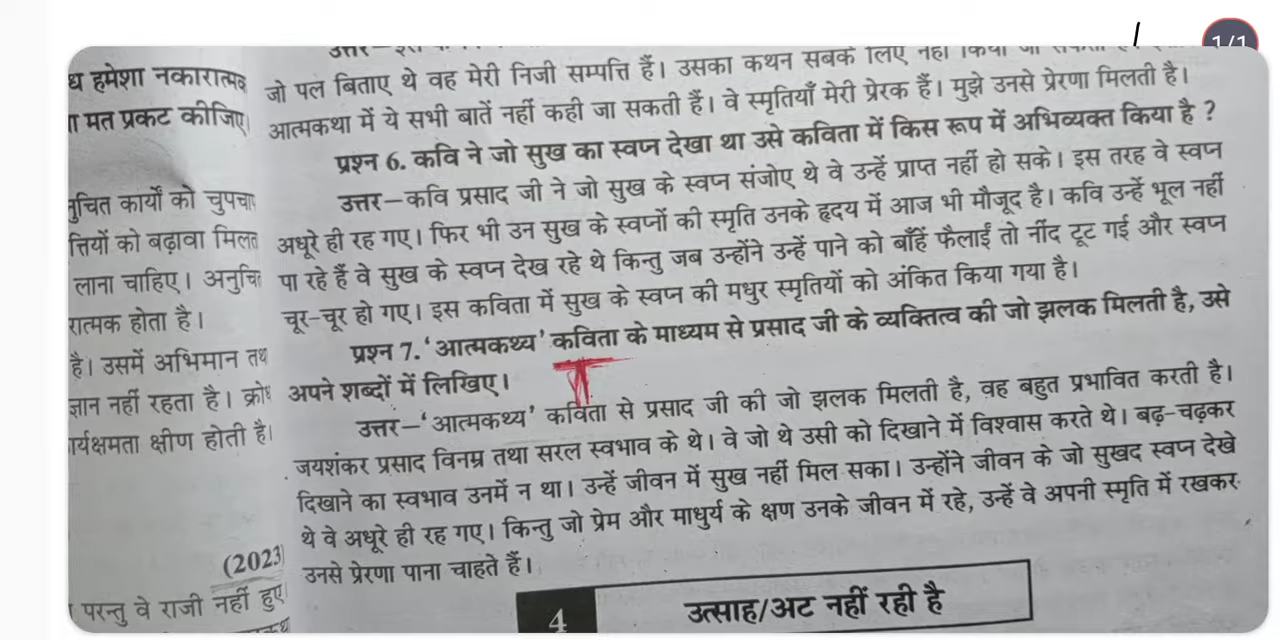 1/1
उत्तर—
जो पल बिताए थे वह मेरी निजी सम्पत्ति हैं। उसका कथन सबके लिए नहीं किया जा
आत्मकथा में ये सभी बातें नहीं कही जा सकती हैं। वे स्मृतियाँ मेरी प्रेरक हैं। मुझे उनसे प्रेरणा मिलती है।
प्रश्न 6. कवि ने जो सुख का स्वप्न देखा था उसे कविता में किस रूप में अभिव्यक्त किया है ?
उत्तर—कवि प्रसाद जी ने जो सुख के स्वप्न संजोए थे वे उन्हें प्राप्त नहीं हो सके। इस तरह वे स्वप्न
अधूरे ही रह गए। फिर भी उन सुख के स्वप्नों की स्मृति उनके हृदय में आज भी मौजूद है। कवि उन्हें भूल नहीं
पा रहे हैं वे सुख के स्वप्न देख रहे थे किन्तु जब उन्होंने उन्हें पाने को बाँहें फैलाईं तो नींद टूट गई और स्वप्न
चूर-चूर हो गए। इस कविता में सुख के स्वप्न की मधुर स्मृतियों को अंकित किया गया है।
प्रश्न 7. ‘आत्मकथ्य’ कविता के माध्यम से प्रसाद जी के व्यक्तित्व की जो झलक मिलती है, उसे
अपने शब्दों में लिखिए।
उत्तर—‘आत्मकथ्य’ कविता से प्रसाद जी की जो झलक मिलती है, वह बहुत प्रभावित करती है।
जयशंकर प्रसाद विनम्र तथा सरल स्वभाव के थे। वे जो थे उसी को दिखाने में विश्वास करते थे। बढ़-चढ़कर
दिखाने का स्वभाव उनमें न था। उन्हें जीवन में सुख नहीं मिल सका। उन्होंने जीवन के जो सुखद स्वप्न देखे
थे वे अधूरे ही रह गए। किन्तु जो प्रेम और माधुर्य के क्षण उनके जीवन में रहे, उन्हें वे अपनी स्मृति में रखकर
उनसे प्रेरणा पाना चाहते हैं।
4 उत्साह/अट नहीं रही है
हमेशा नकारात्मक
मत प्रकट कीजिए।
कार्यों को चुपचाप
को बढ़ावा मिलता
लाना चाहिए। अनुचित
होता है।
है। उसमें अभिमान तथा
ज्ञान नहीं रहता है। क्रोध
क्षीण होती है।
(2023)
परन्तु वे राजी नहीं हुए